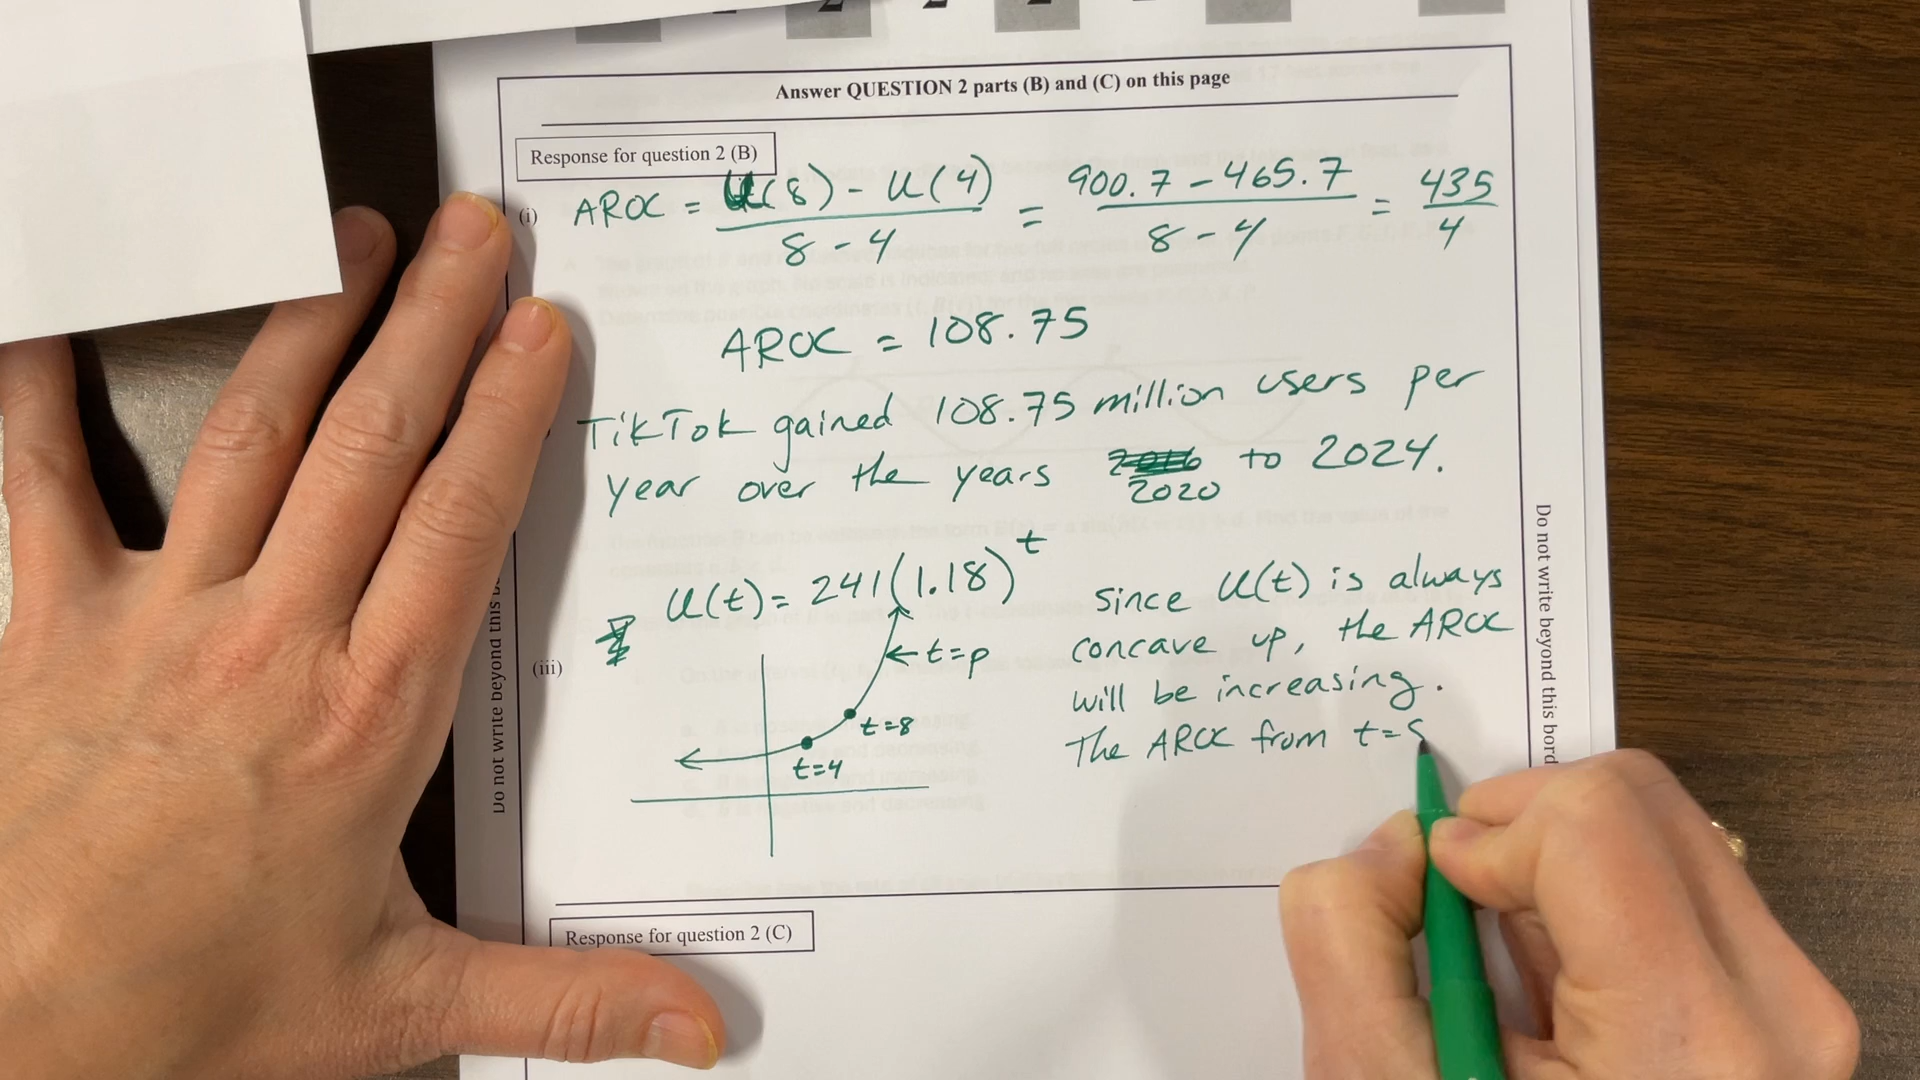 Answer QUESTION 2 parts (B) and (C) on this page
Response for question 2 (B)
(i) AROC = U(8) - U(4) / 8 - 4 = 900.7 - 465.7 / 8 - 4 = 435 / 4
AROC = 108.75
TikTok gained 108.75 million users per
year over the years 2016 to 2024.
2020
U(t) = 241(1.18)^t
(iii)
t=p
t=8
t=4
since U(t) is always
concave up, the AROC
will be increasing.
The AROC from t=
Response for question 2 (C)
Do not write beyond this
Do not write beyond this bord